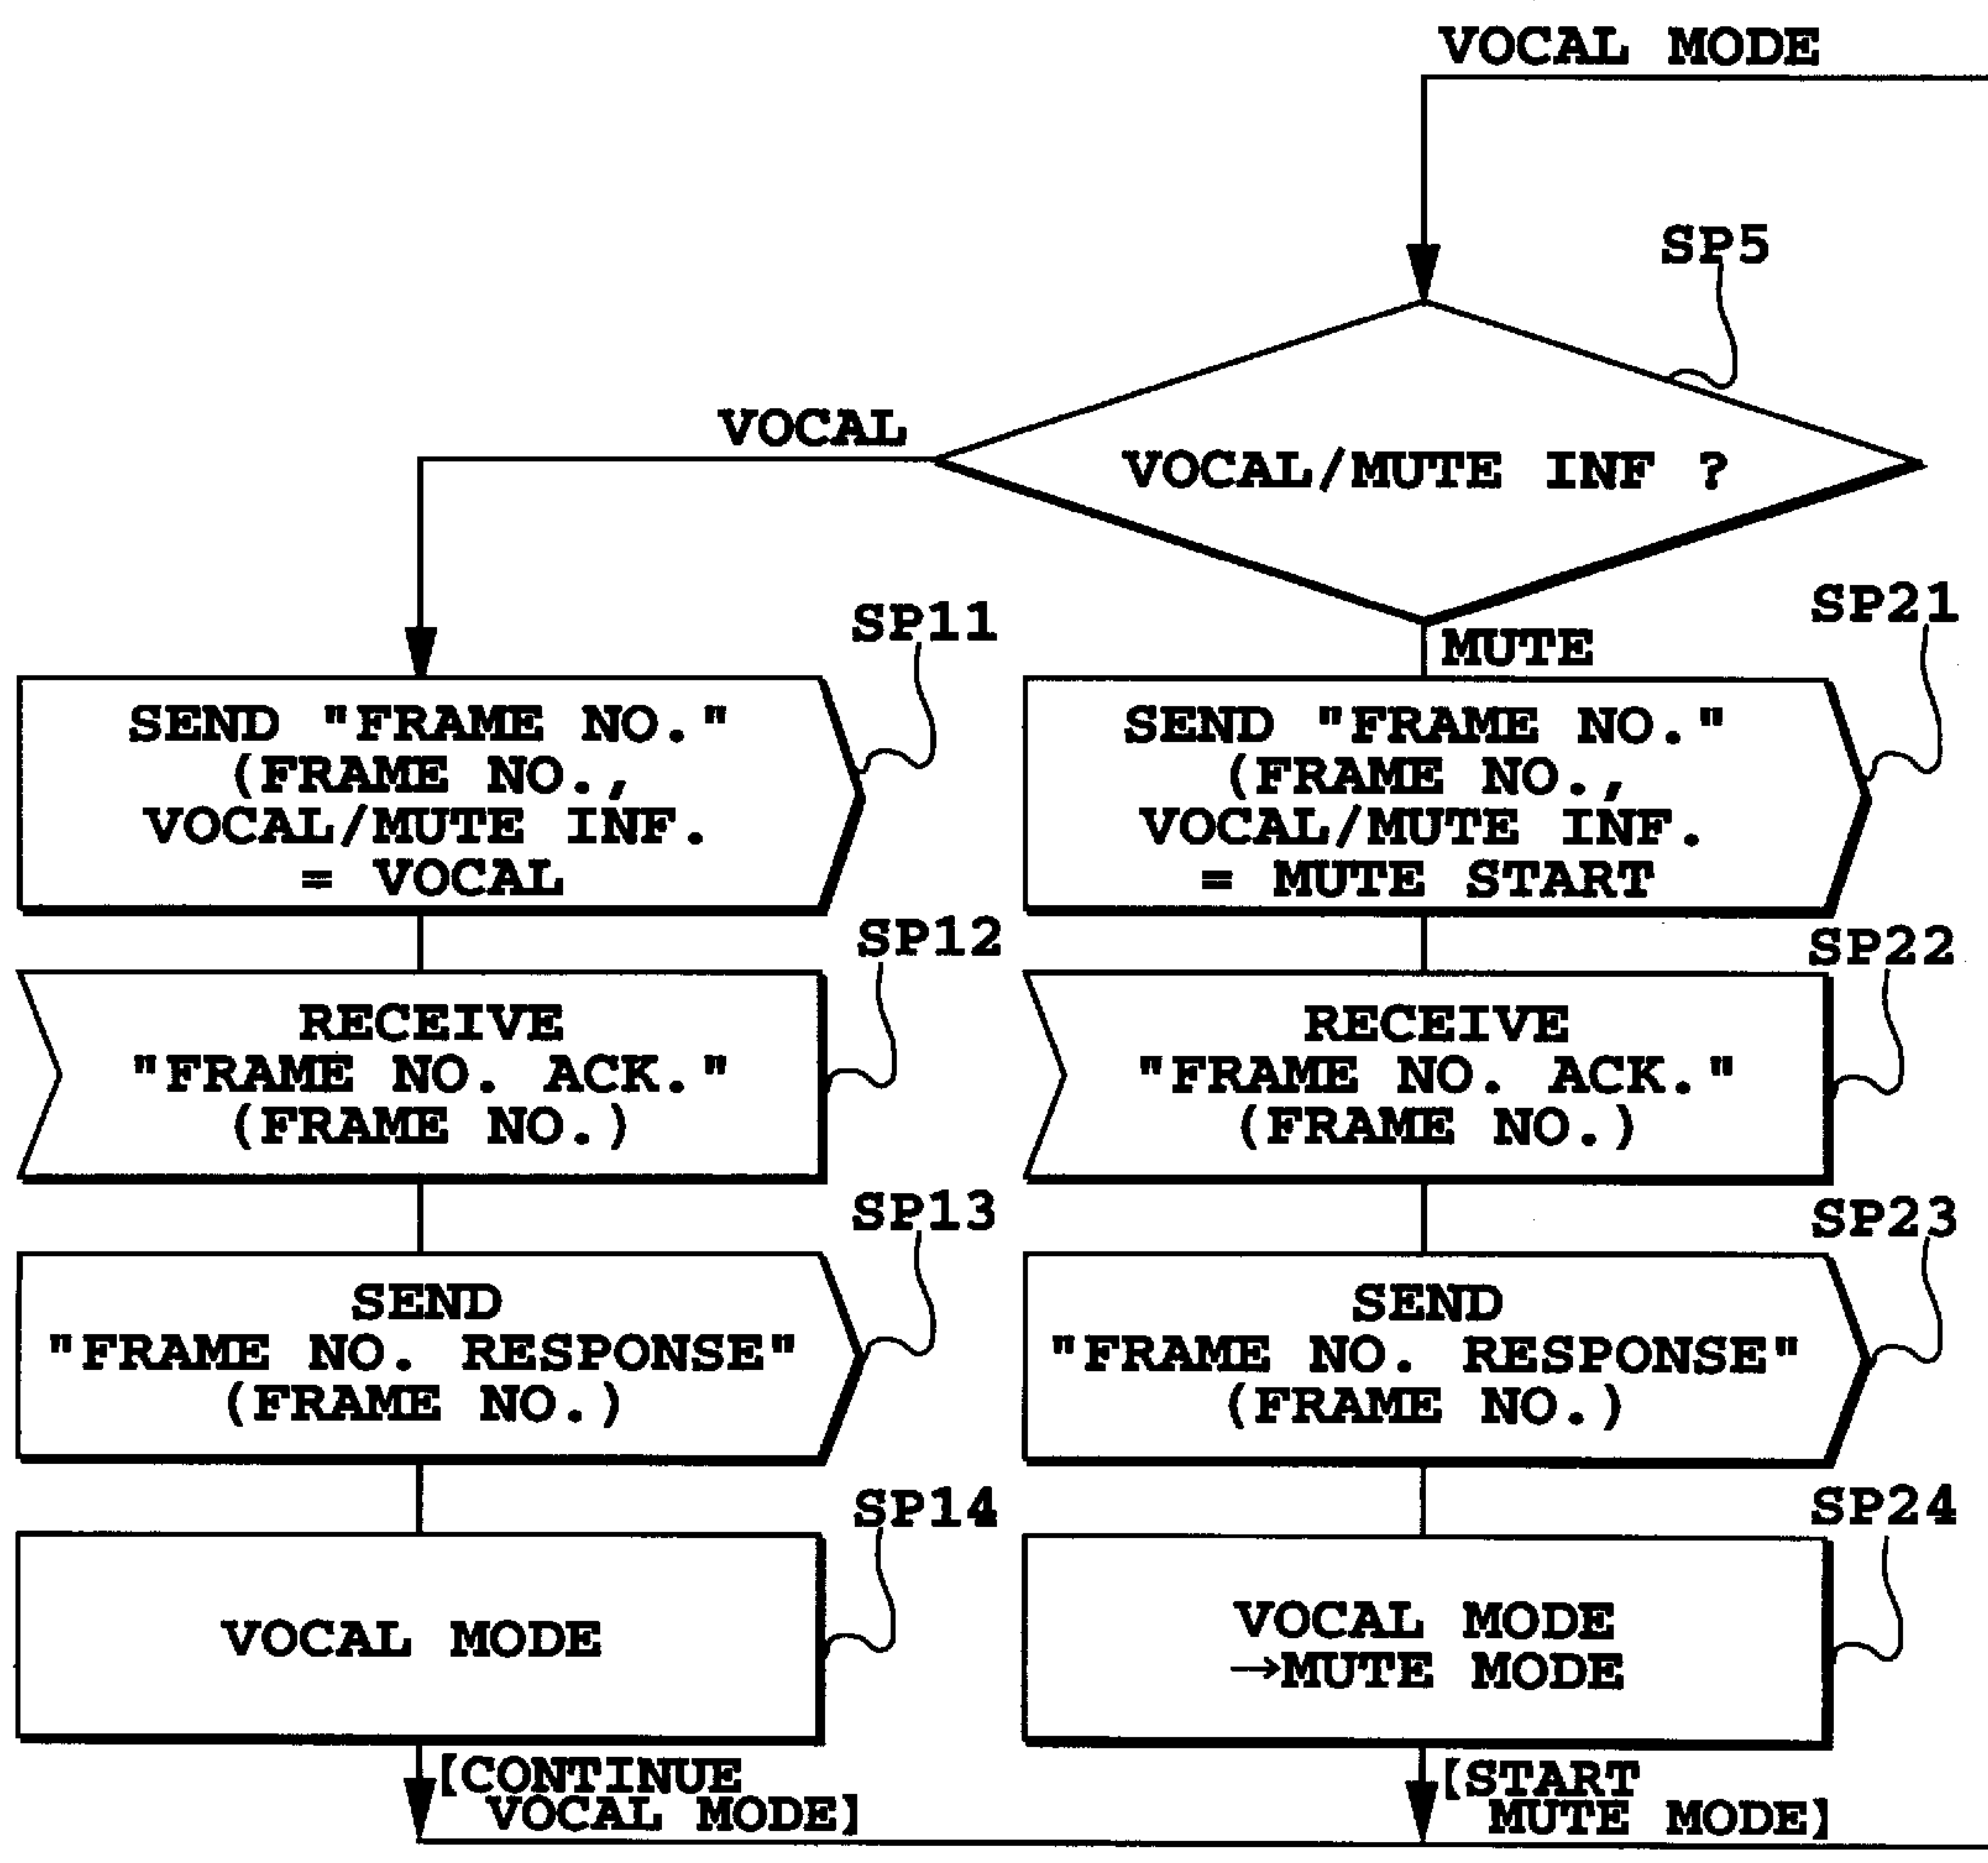 VOCAL MODE
SP5
VOCAL
VOCAL/MUTE INF ?
MUTE
SP11
SEND "FRAME NO."
(FRAME NO.,
VOCAL/MUTE INF.
= VOCAL
SP12
RECEIVE
"FRAME NO. ACK."
(FRAME NO.)
SP13
SEND
"FRAME NO. RESPONSE"
(FRAME NO.)
SP14
VOCAL MODE
[CONTINUE
VOCAL MODE]
SP21
SEND "FRAME NO."
(FRAME NO.,
VOCAL/MUTE INF.
= MUTE START
SP22
RECEIVE
"FRAME NO. ACK."
(FRAME NO.)
SP23
SEND
"FRAME NO. RESPONSE"
(FRAME NO.)
SP24
VOCAL MODE
→MUTE MODE
[START
MUTE MODE]